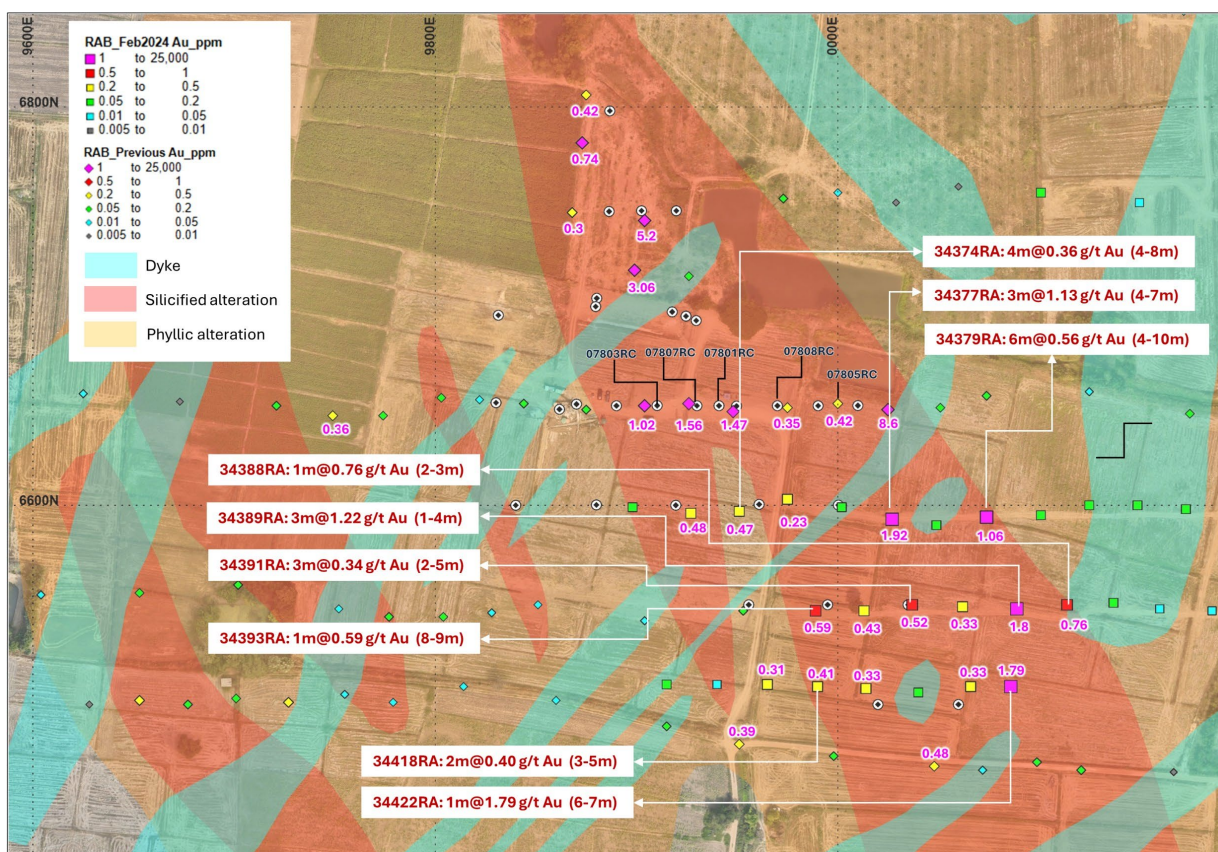 9600E
9800E
0000E
RAB_Feb2024 Au_ppm
1 to 25,000
0.5 to 1
0.2 to 0.5
0.05 to 0.2
0.01 to 0.05
0.005 to 0.01
RAB_Previous Au_ppm
1 to 25,000
0.5 to 1
0.2 to 0.5
0.05 to 0.2
0.01 to 0.05
0.005 to 0.01
Dyke
Silicified alteration
Phyllic alteration
6800N
0.42
0.74
0.3
5.2
3.06
34374RA: 4m@0.36 g/t Au (4-8m)
34377RA: 3m@1.13 g/t Au (4-7m)
34379RA: 6m@0.56 g/t Au (4-10m)
07803RC
07807RC
07801RC
07808RC
07805RC
0.36
1.02
1.56
1.47
0.35
0.42
8.6
34388RA: 1m@0.76 g/t Au (2-3m)
6600N
34389RA: 3m@1.22 g/t Au (1-4m)
0.48
0.47
0.23
1.92
1.06
34391RA: 3m@0.34 g/t Au (2-5m)
34393RA: 1m@0.59 g/t Au (8-9m)
0.59
0.43
0.52
0.33
1.8
0.76
0.31
0.41
0.33
0.33
1.79
0.39
0.48
34418RA: 2m@0.40 g/t Au (3-5m)
34422RA: 1m@1.79 g/t Au (6-7m)